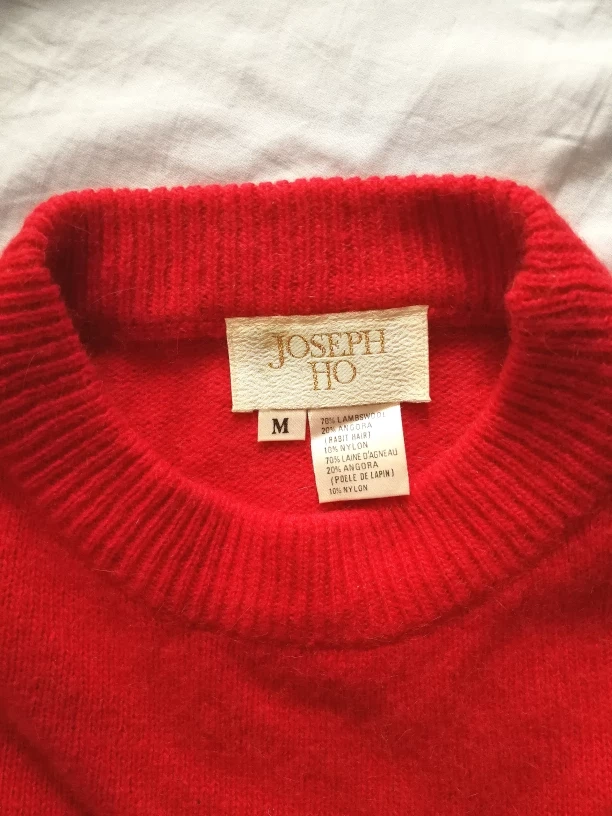 JOSEPH
HO
M
70% LAMBSWOOL
20% ANGORA
(RABIT HAIR)
10% NYLON
70% LAINE D'AGNEAU
20% ANGORA
(POLLE DE LAPIN)
10% NYLON